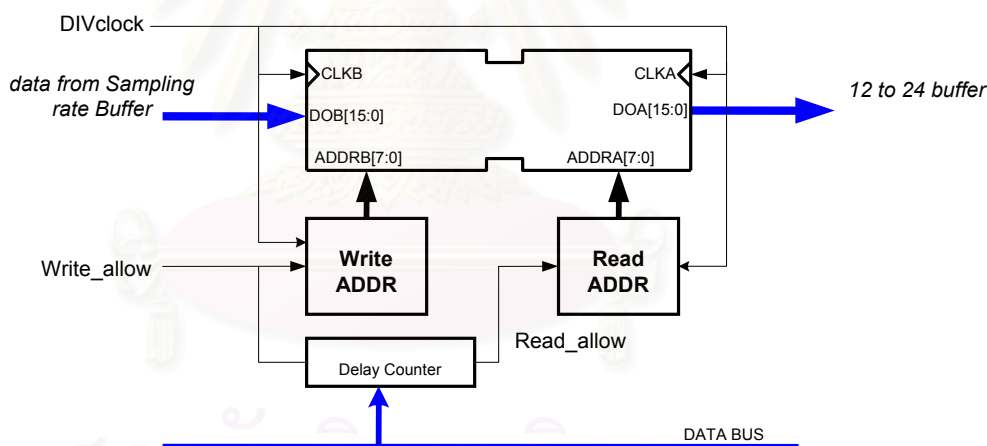 DIVclock
CLKB
CLKA
data from Sampling
rate Buffer
12 to 24 buffer
DOB[15:0]
DOA[15:0]
ADDRB[7:0]
ADDRA[7:0]
Write
ADDR
Read
ADDR
Write_allow
Read_allow
Delay Counter
DATA BUS